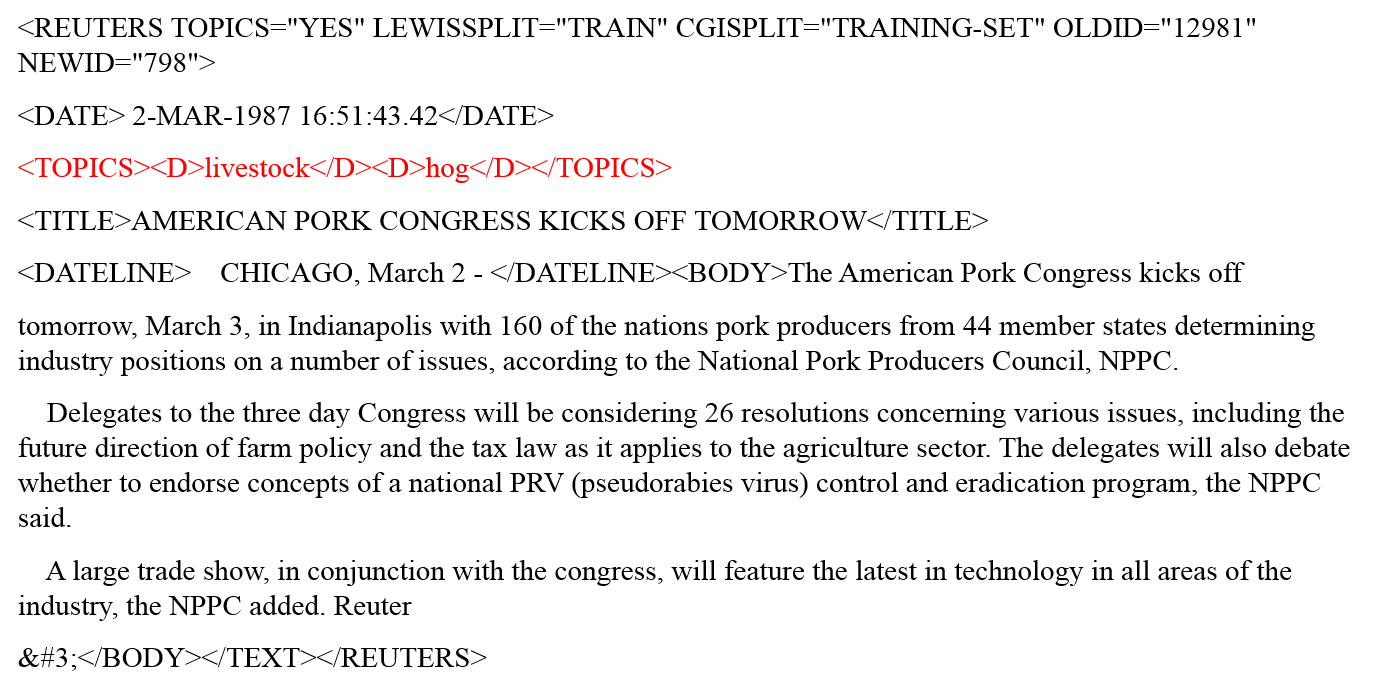 <REUTERS TOPICS="YES" LEWISSPLIT="TRAIN" CGISPLIT="TRAINING-SET" OLDID="12981"
NEWID="798">
<DATE> 2-MAR-1987 16:51:43.42</DATE>
<TOPICS><D>livestock</D><D>hog</D></TOPICS>
<TITLE>AMERICAN PORK CONGRESS KICKS OFF TOMORROW</TITLE>
<DATELINE>    CHICAGO, March 2 - </DATELINE><BODY>The American Pork Congress kicks off
tomorrow, March 3, in Indianapolis with 160 of the nations pork producers from 44 member states determining
industry positions on a number of issues, according to the National Pork Producers Council, NPPC.
    Delegates to the three day Congress will be considering 26 resolutions concerning various issues, including the
future direction of farm policy and the tax law as it applies to the agriculture sector. The delegates will also debate
whether to endorse concepts of a national PRV (pseudorabies virus) control and eradication program, the NPPC
said.
    A large trade show, in conjunction with the congress, will feature the latest in technology in all areas of the
industry, the NPPC added. Reuter
&#3;</BODY></TEXT></REUTERS>